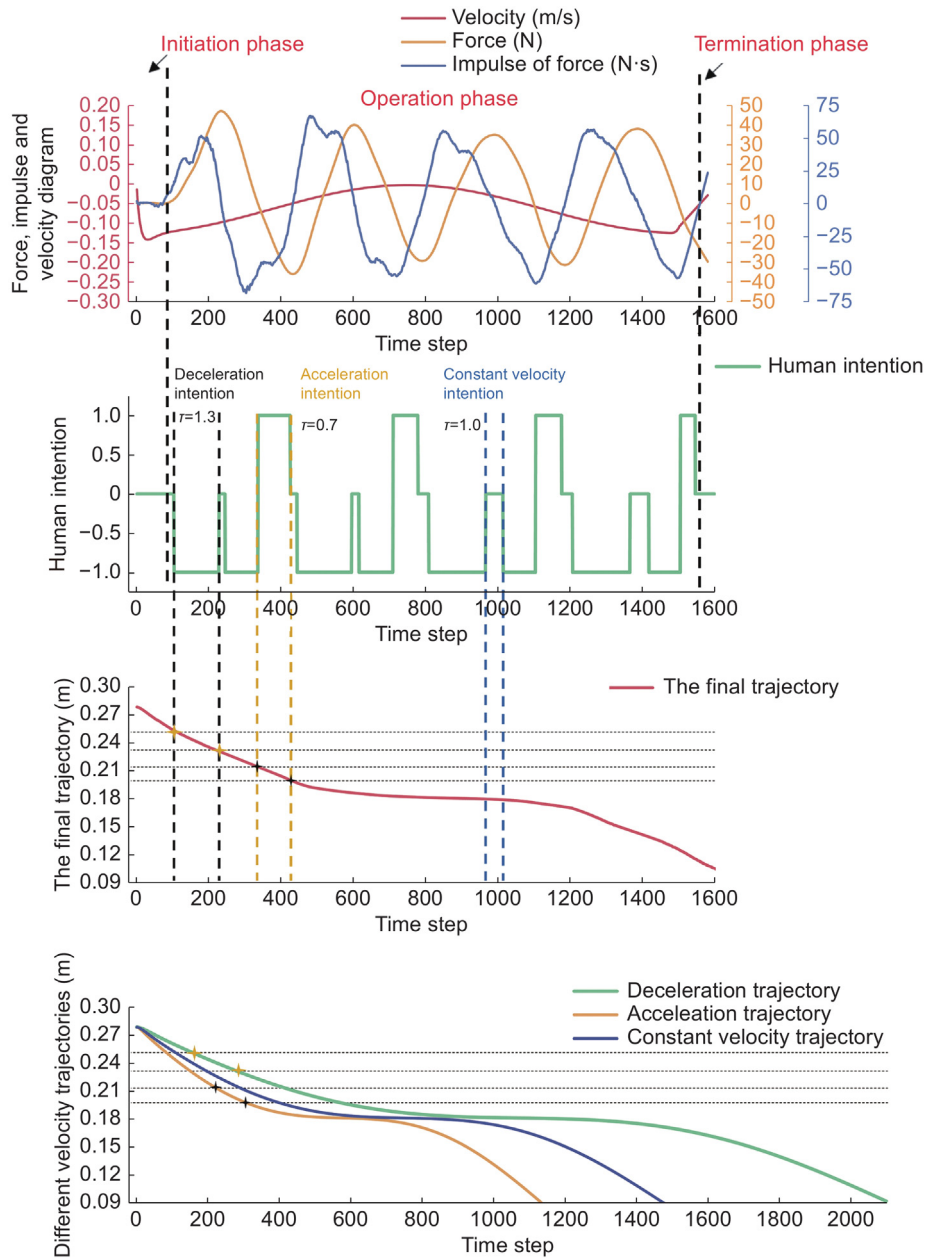 Velocity (m/s)
Force (N)
Impulse of force (N·s)
Initiation phase
Termination phase
Operation phase
Force, impulse and
velocity diagram
0.20
0.15
0.10
0.05
0
−0.05
−0.10
−0.15
−0.20
−0.25
−0.30
50
40
30
20
10
0
−10
−20
−30
−40
−50
75
50
25
0
−25
−50
−75
0 200 400 600 800 1000 1200 1400 1600
Time step
Human intention
Deceleration
intention
τ=1.3
Acceleration
intention
τ=0.7
Constant velocity
intention
τ=1.0
Human intention
1.0
0
−0.5
−1.0
0 200 400 600 800 1000 1200 1400 1600
Time step
The final trajectory
The final trajectory (m)
0.30
0.27
0.24
0.21
0.18
0.15
0.12
0.09
0 200 400 600 800 1000 1200 1400 1600
Time step
Deceleration trajectory
Acceleation trajectory
Constant velocity trajectory
Different velocity trajectories (m)
0.30
0.27
0.24
0.21
0.18
0.15
0.12
0.09
0 200 400 600 800 1000 1200 1400 1600 1800 2000
Time step